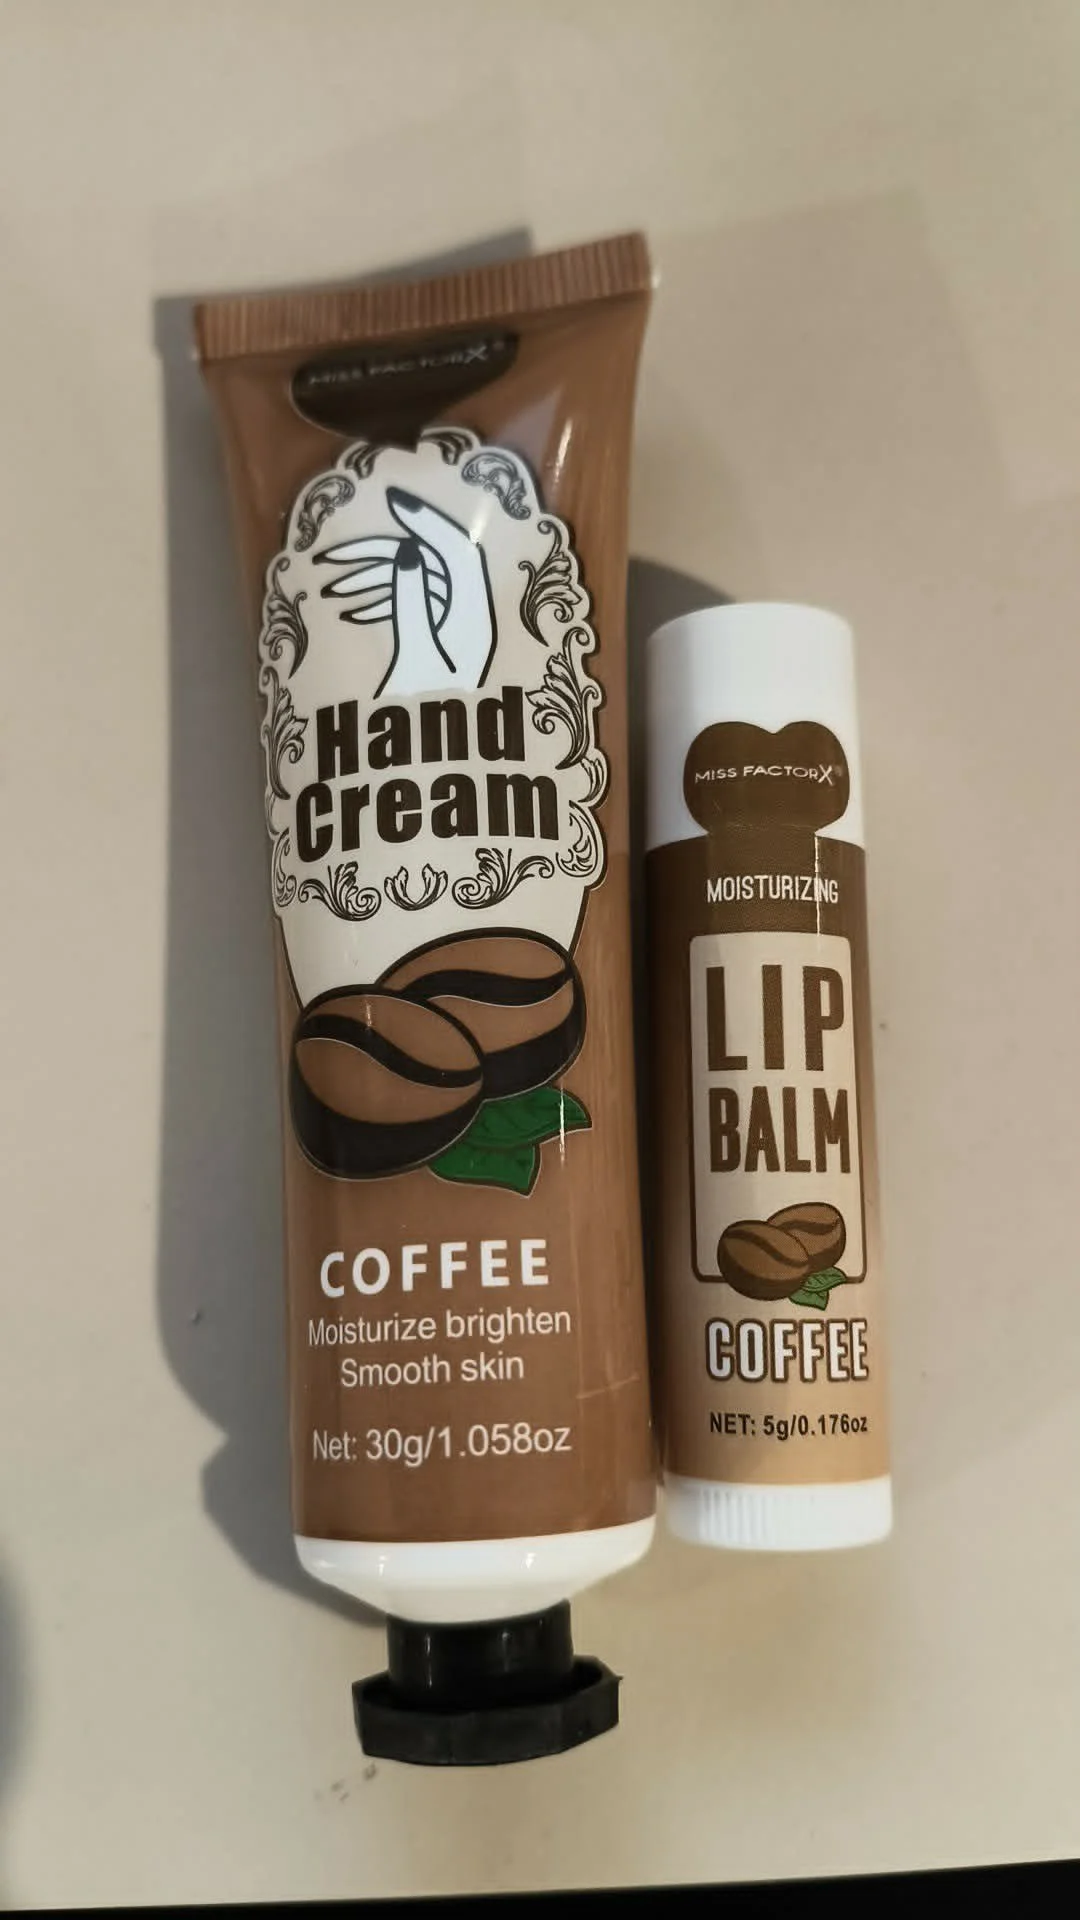 MISS FACTORX
Hand
Cream
COFFEE
Moisturize brighten
Smooth skin
Net: 30g/1.058oz
MISS FACTORX
MOISTURIZING
LIP
BALM
COFFEE
NET: 5g/0.176oz